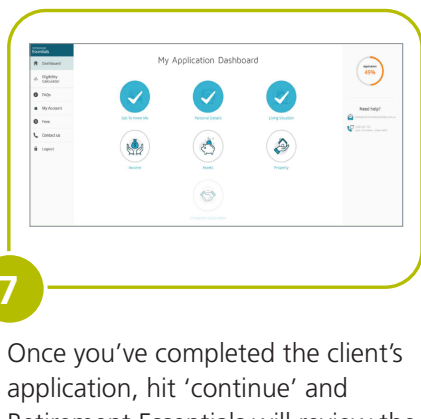 Essentials
My Application Dashboard
Dashboard
Eligibility
Calculator
FAQs
My Account
Fees
Contact us
Logout
Application
45%
Get To Know Me
Personal Details
Living Situation
Need help?
Income
Assets
Property
7
Once you’ve completed the client’s
application, hit ‘continue’ and
Retirement Essentials will review the